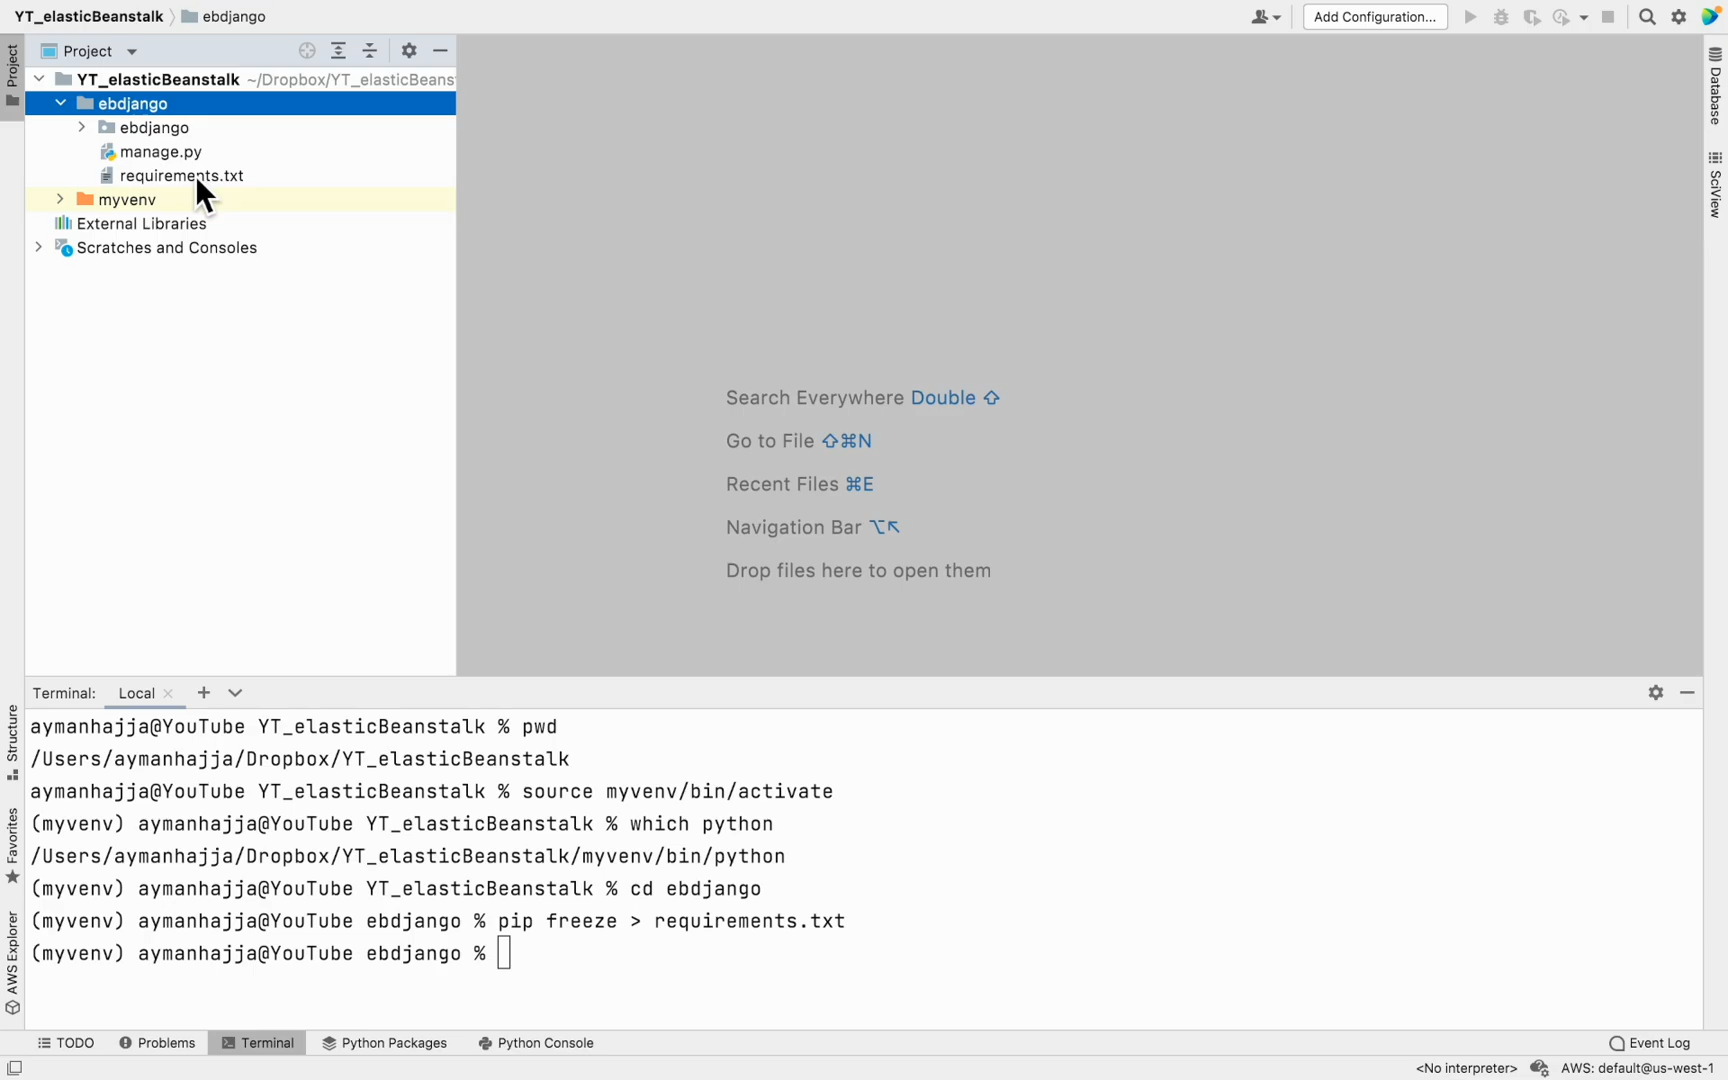 YT_elasticBeanstalk ebdjango
Add Configuration...
Project
Project
YT_elasticBeanstalk ~/Dropbox/YT_elasticBeanst
ebdjango
ebdjango
manage.py
requirements.txt
myvenv
External Libraries
Scratches and Consoles
Database
SciView
Search Everywhere Double ⇧
Go to File ⇧⌘N
Recent Files ⌘E
Navigation Bar ⌥↖
Drop files here to open them
Structure
Favorites
AWS Explorer
Terminal: Local
aymanhajja@YouTube YT_elasticBeanstalk % pwd
/Users/aymanhajja/Dropbox/YT_elasticBeanstalk
aymanhajja@YouTube YT_elasticBeanstalk % source myvenv/bin/activate
(myvenv) aymanhajja@YouTube YT_elasticBeanstalk % which python
/Users/aymanhajja/Dropbox/YT_elasticBeanstalk/myvenv/bin/python
(myvenv) aymanhajja@YouTube YT_elasticBeanstalk % cd ebdjango
(myvenv) aymanhajja@YouTube ebdjango % pip freeze > requirements.txt
(myvenv) aymanhajja@YouTube ebdjango %
TODO Problems Terminal Python Packages Python Console Event Log
<No interpreter> AWS: default@us-west-1